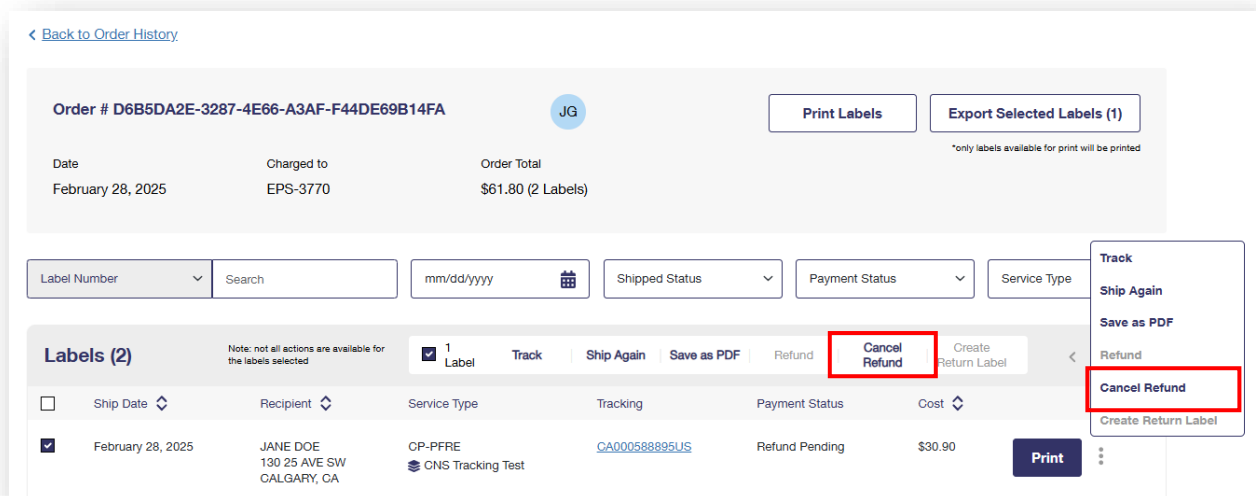 Back to Order History
Order # D6B5DA2E-3287-4E66-A3AF-F44DE69B14FA
JG
Print Labels
Export Selected Labels (1)
*only labels available for print will be printed
Date
Charged to
Order Total
February 28, 2025
EPS-3770
$61.80 (2 Labels)
Label Number
Search
mm/dd/yyyy
Shipped Status
Payment Status
Service Type
Track
Ship Again
Save as PDF
Refund
Cancel Refund
Create Return Label
Labels (2)
Note: not all actions are available for
the labels selected
1
Label
Track
Ship Again
Save as PDF
Refund
Cancel
Refund
Create
Return Label
Ship Date
Recipient
Service Type
Tracking
Payment Status
Cost
February 28, 2025
JANE DOE
130 25 AVE SW
CALGARY, CA
CP-PFRE
CNS Tracking Test
CA000588895US
Refund Pending
$30.90
Print